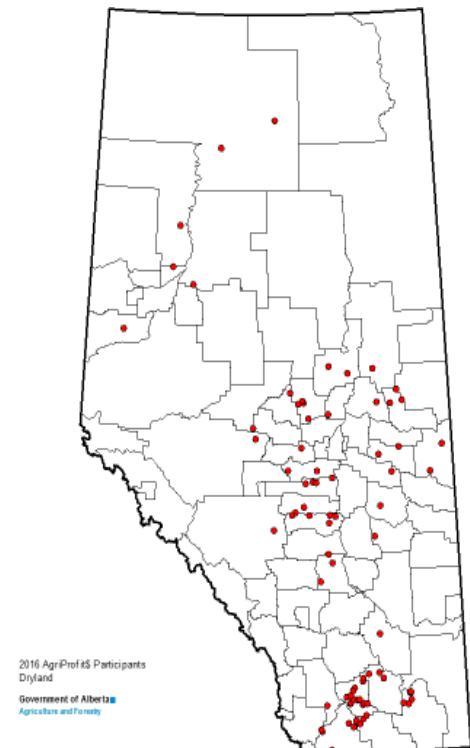 2016 AgriProfit$ Participants
Dryland
Government of Alberta
Agriculture and Forestry